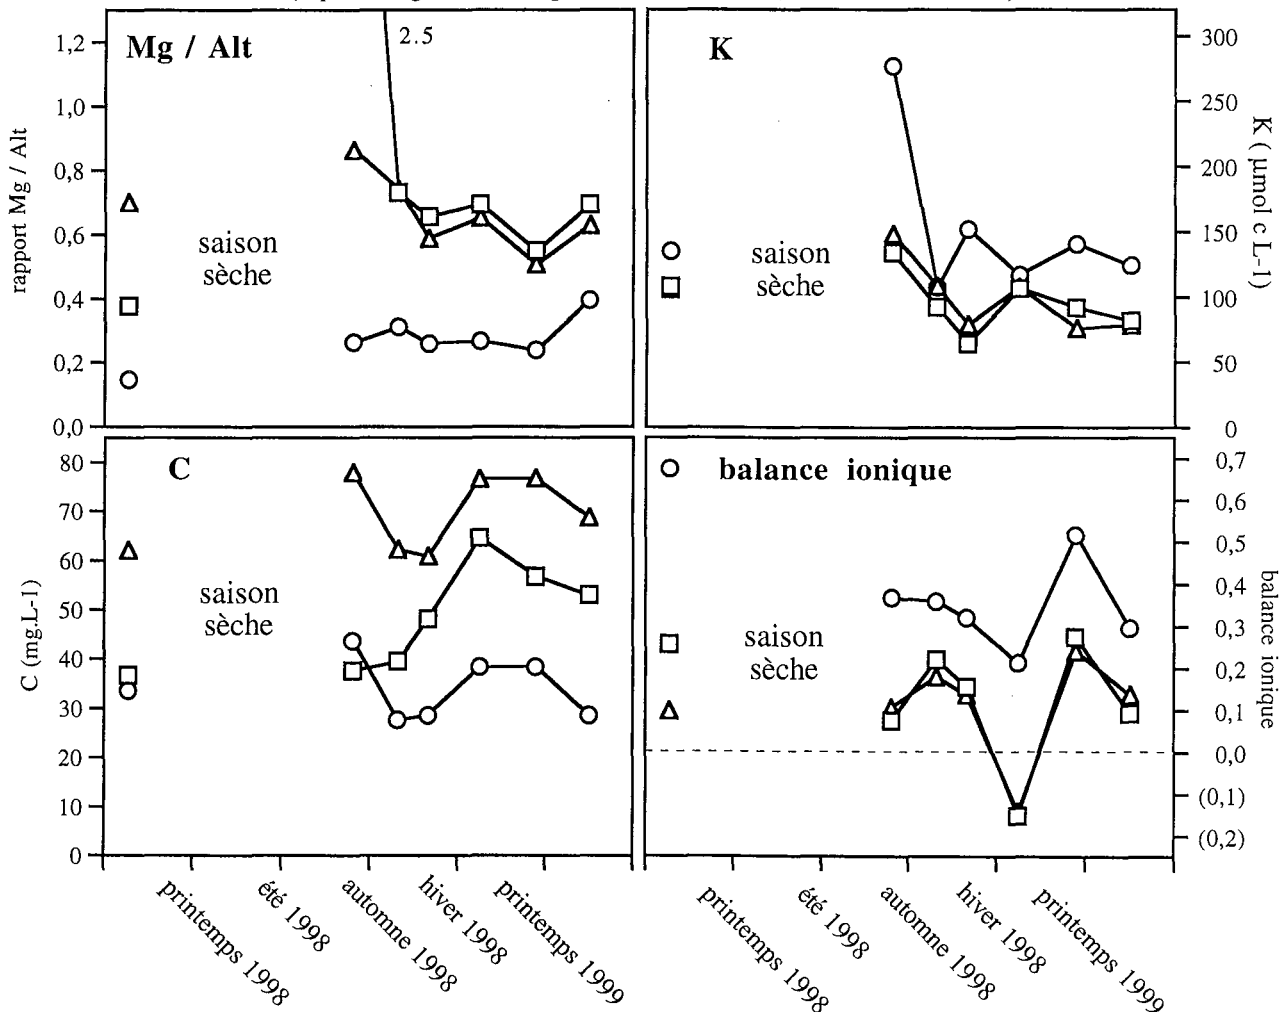 Mg / Alt
2.5
1,2
1,0
0,8
0,6
0,4
0,2
0,0
rapport Mg / Alt
saison
sèche
K
300
250
200
150
100
50
0
K ( µmol c L-1)
saison
sèche
C
80
70
60
50
40
30
20
10
0
C (mg.L-1)
saison
sèche
balance ionique
0,7
0,6
0,5
0,4
0,3
0,2
0,1
0,0
(0,1)
(0,2)
balance ionique
saison
sèche
printemps 1998
été 1998
automne 1998
hiver 1998
printemps 1999
printemps 1998
été 1998
automne 1998
hiver 1998
printemps 1999